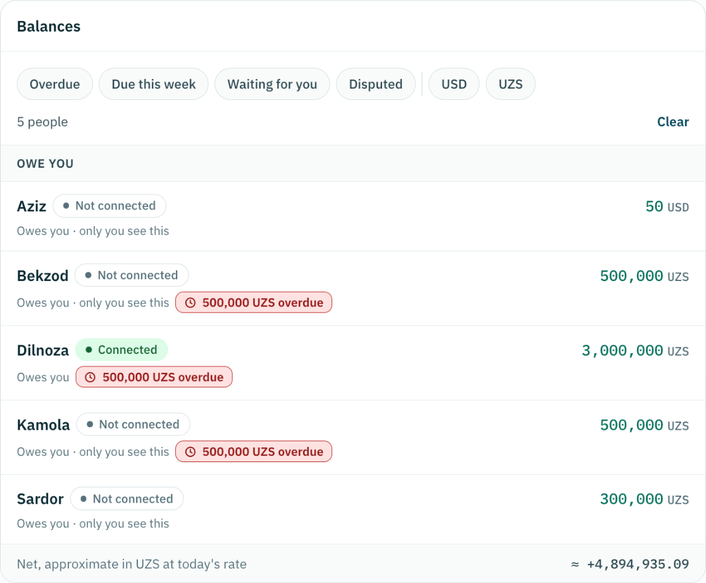 Balances
Overdue Due this week Waiting for you Disputed USD UZS
5 people Clear
OWE YOU
Aziz Not connected 50 USD
Owes you · only you see this
Bekzod Not connected 500,000 UZS
Owes you · only you see this 500,000 UZS overdue
Dilnoza Connected 3,000,000 UZS
Owes you 500,000 UZS overdue
Kamola Not connected 500,000 UZS
Owes you · only you see this 500,000 UZS overdue
Sardor Not connected 300,000 UZS
Owes you · only you see this
Net, approximate in UZS at today's rate ≈ +4,894,935.09